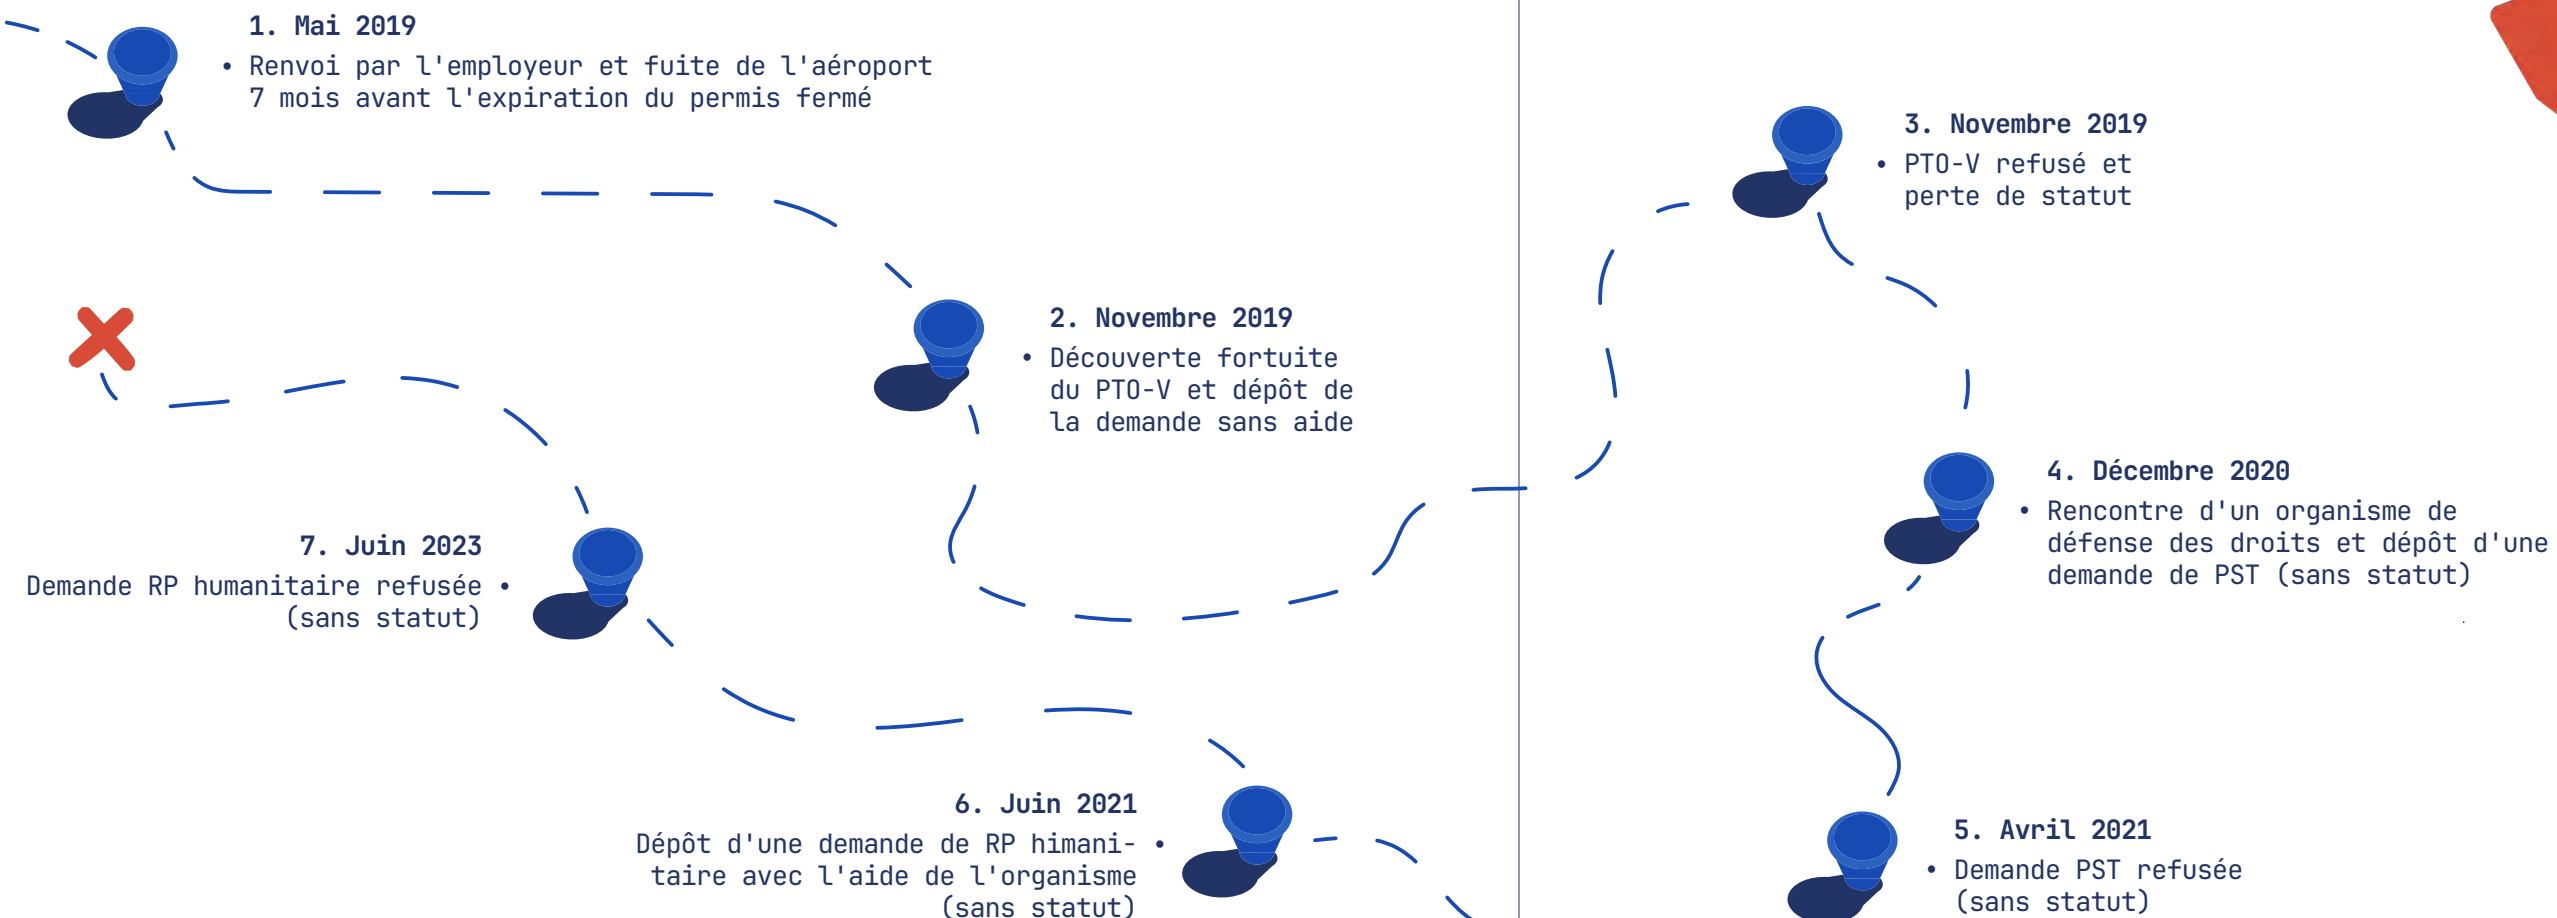 1. Mai 2019
• Renvoi par l'employeur et fuite de l'aéroport
7 mois avant l'expiration du permis fermé
2. Novembre 2019
• Découverte fortuite
du PTO-V et dépôt de
la demande sans aide
3. Novembre 2019
• PTO-V refusé et
perte de statut
4. Décembre 2020
• Rencontre d'un organisme de
défense des droits et dépôt d'une
demande de PST (sans statut)
5. Avril 2021
• Demande PST refusée
(sans statut)
6. Juin 2021
Dépôt d'une demande de RP himani- •
taire avec l'aide de l'organisme
(sans statut)
7. Juin 2023
Demande RP humanitaire refusée •
(sans statut)